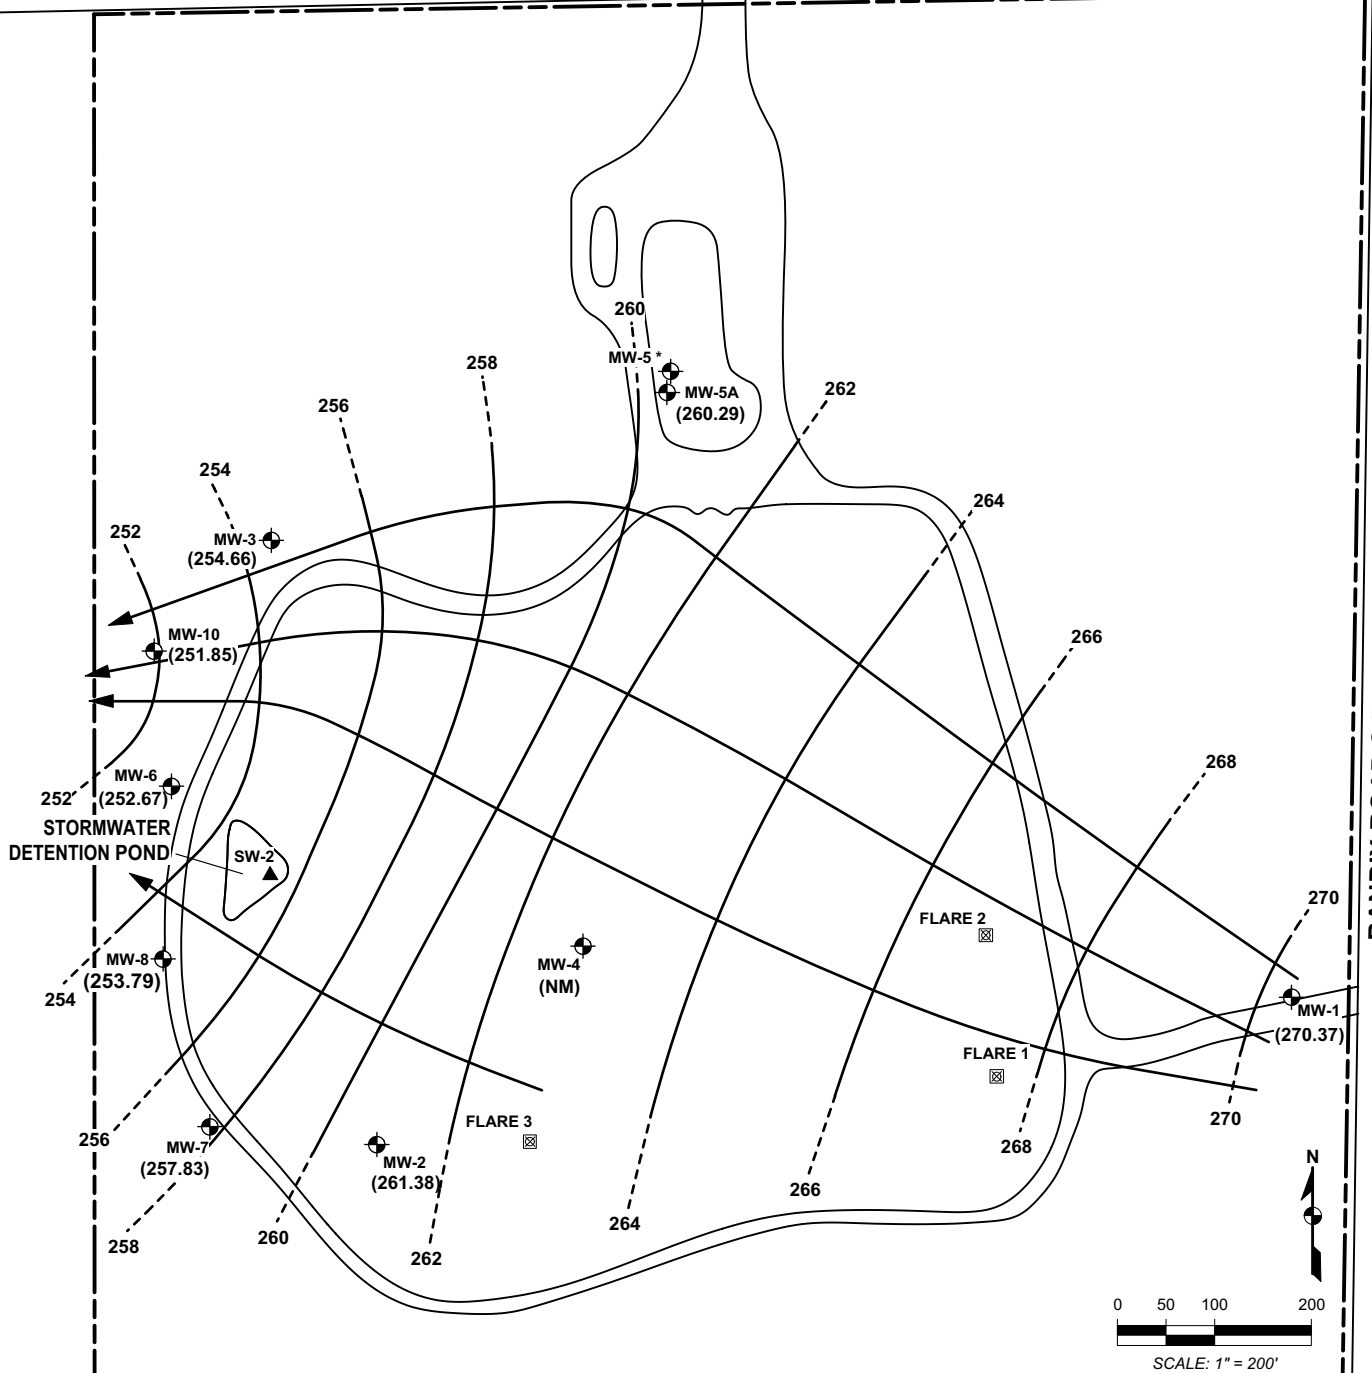 260
MW-5 *
258
MW-5A
(260.29)
262
256
254
264
252
MW-3
(254.66)
MW-10
(251.85)
266
268
MW-6
(252.67)
252
STORMWATER
DETENTION POND
SW-2
270
FLARE 2
MW-8
(253.79)
254
MW-4
(NM)
MW-1
(270.37)
FLARE 1
270
FLARE 3
256
MW-7
(257.83)
MW-2
(261.38)
268
266
264
262
260
258
N
0 50 100 200
SCALE: 1" = 200'